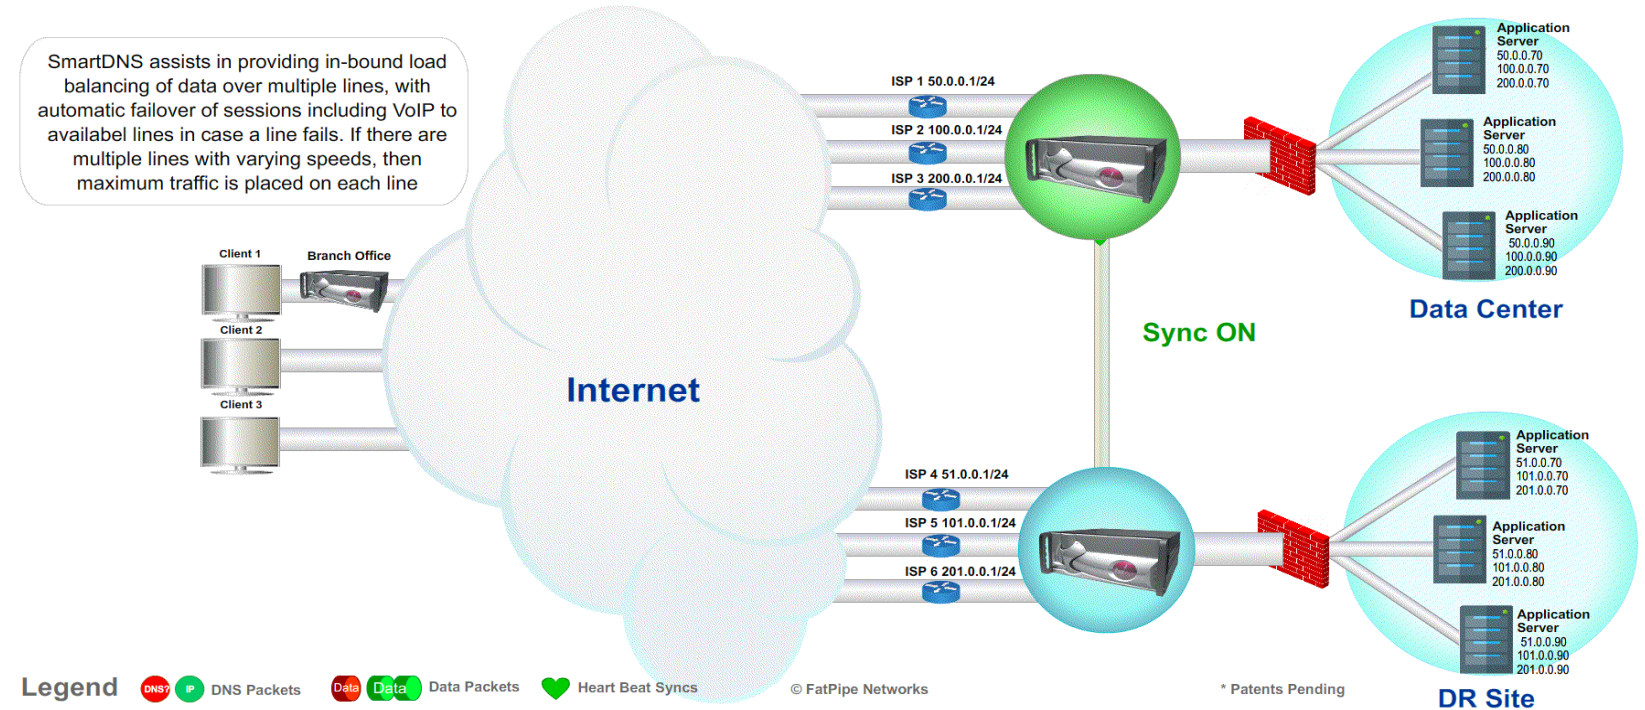 SmartDNS assists in providing in-bound load
balancing of data over multiple lines, with
automatic failover of sessions including VoIP to
availabel lines in case a line fails. If there are
multiple lines with varying speeds, then
maximum traffic is placed on each line
Client 1
Branch Office
Client 2
Client 3
Internet
ISP 1 50.0.0.1/24
ISP 2 100.0.0.1/24
ISP 3 200.0.0.1/24
Application
Server
50.0.0.70
100.0.0.70
200.0.0.70
Application
Server
50.0.0.80
100.0.0.80
200.0.0.80
Application
Server
50.0.0.90
100.0.0.90
200.0.0.90
Data Center
Sync ON
ISP 4 51.0.0.1/24
ISP 5 101.0.0.1/24
ISP 6 201.0.0.1/24
Application
Server
51.0.0.70
101.0.0.70
201.0.0.70
Application
Server
51.0.0.80
101.0.0.80
201.0.0.80
Application
Server
51.0.0.90
101.0.0.90
201.0.0.90
DR Site
Legend
DNS?
IP
DNS Packets
Data
Data
Data Packets
Heart Beat Syncs
© FatPipe Networks
* Patents Pending